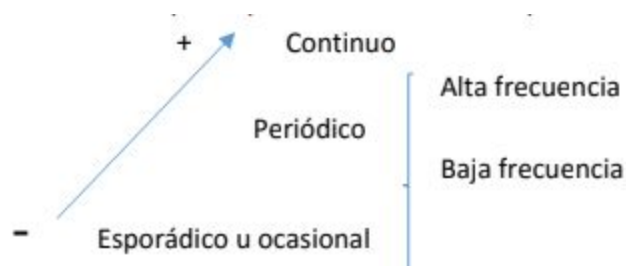 + Continuo
Alta frecuencia
Periódico
Baja frecuencia
- Esporádico u ocasional